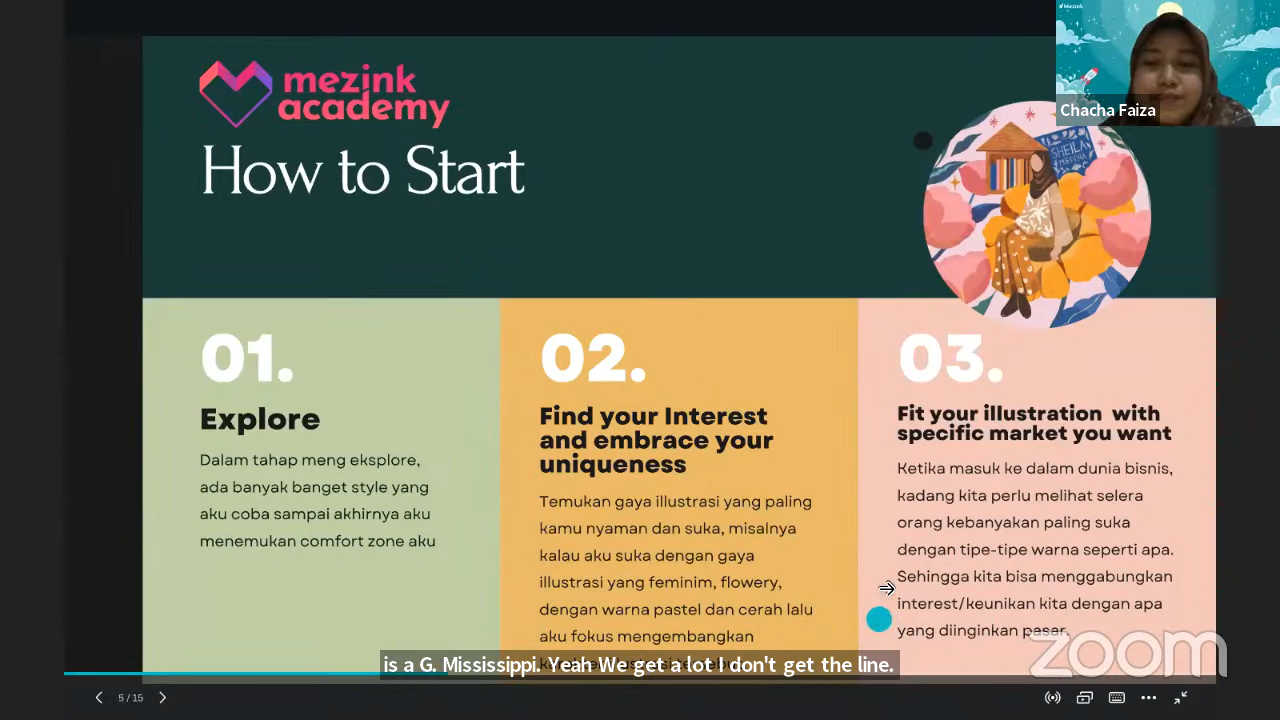 Mezink
Chacha Faiza
mezink
academy
How to Start
SHEILA
01.
Explore
Dalam tahap meng eksplore,
ada banyak banget style yang
aku coba sampai akhirnya aku
menemukan comfort zone aku
02.
Find your Interest
and embrace your
uniqueness
Temukan gaya illustrasi yang paling
kamu nyaman dan suka, misalnya
kalau aku suka dengan gaya
illustrasi yang feminim, flowery,
dengan warna pastel dan cerah lalu
aku fokus mengembangkan
03.
Fit your illustration with
specific market you want
Ketika masuk ke dalam dunia bisnis,
kadang kita perlu melihat selera
orang kebanyakan paling suka
dengan tipe-tipe warna seperti apa.
Sehingga kita bisa menggabungkan
interest/keunikan kita dengan apa
yang diinginkan pasar.
is a G. Mississippi. Yeah We get a lot I don't get the line.
zoom
5 / 15